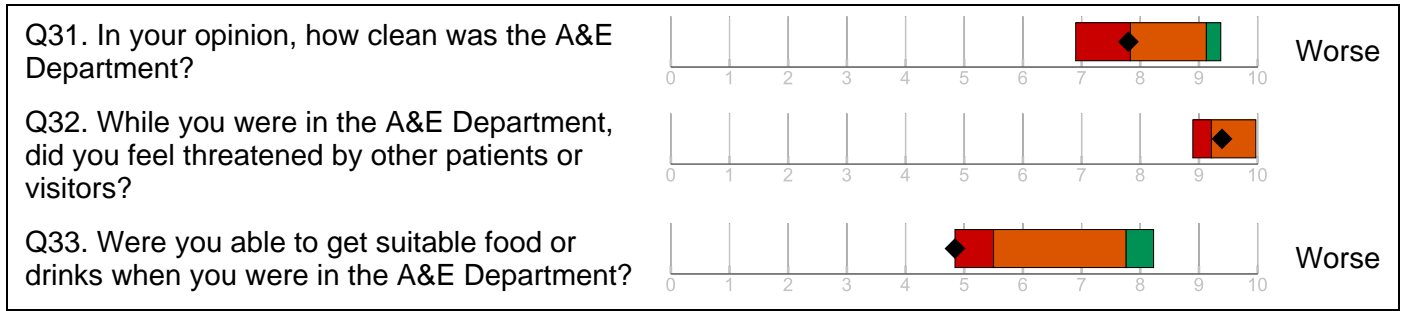 Q31. In your opinion, how clean was the A&E
Department?
0 1 2 3 4 5 6 7 8 9 10
Worse
Q32. While you were in the A&E Department,
did you feel threatened by other patients or
visitors?
0 1 2 3 4 5 6 7 8 9 10
Q33. Were you able to get suitable food or
drinks when you were in the A&E Department?
0 1 2 3 4 5 6 7 8 9 10
Worse